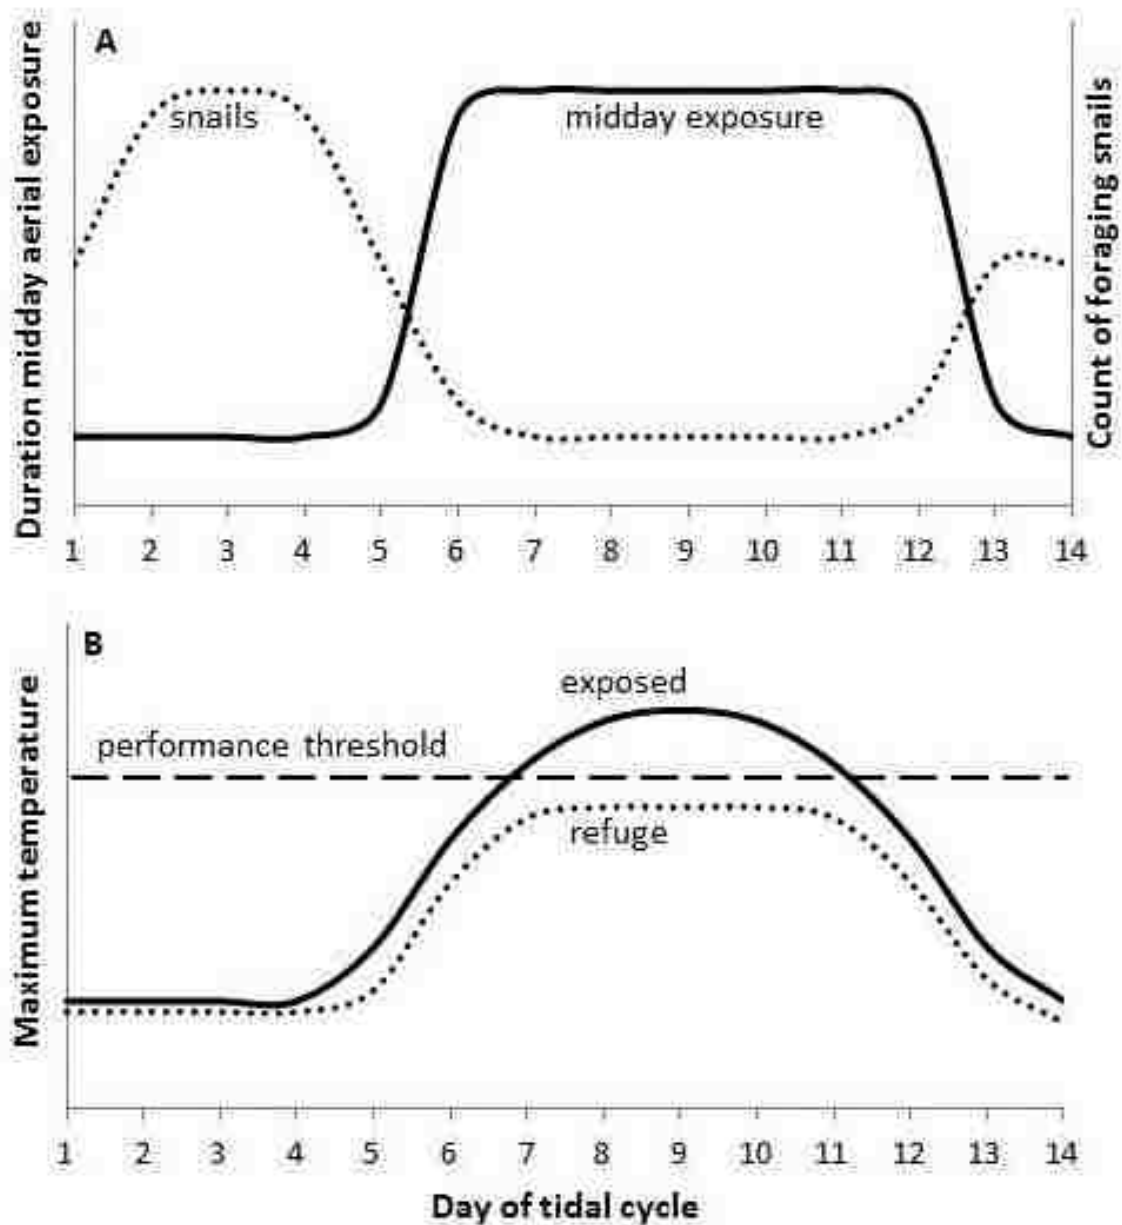 A
Duration midday aerial exposure
snails
midday exposure
Count of foraging snails
1 2 3 4 5 6 7 8 9 10 11 12 13 14
B
Maximum temperature
exposed
performance threshold
refuge
1 2 3 4 5 6 7 8 9 10 11 12 13 14
Day of tidal cycle